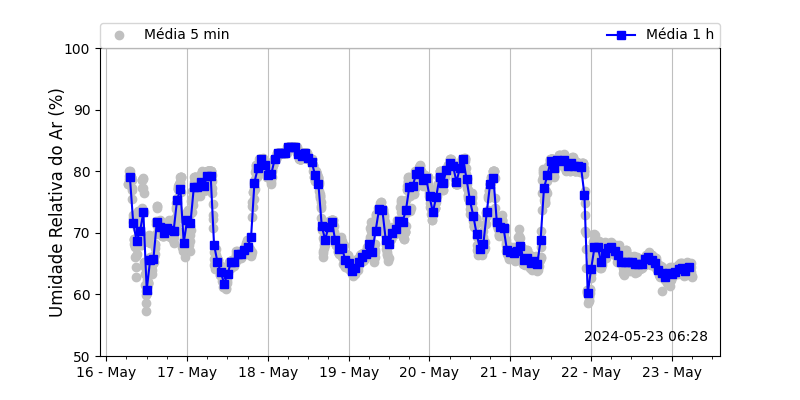 Média 5 min
Média 1 h
Umidade Relativa do Ar (%)
100
90
80
70
60
50
2024-05-23 06:28
16 - May
17 - May
18 - May
19 - May
20 - May
21 - May
22 - May
23 - May